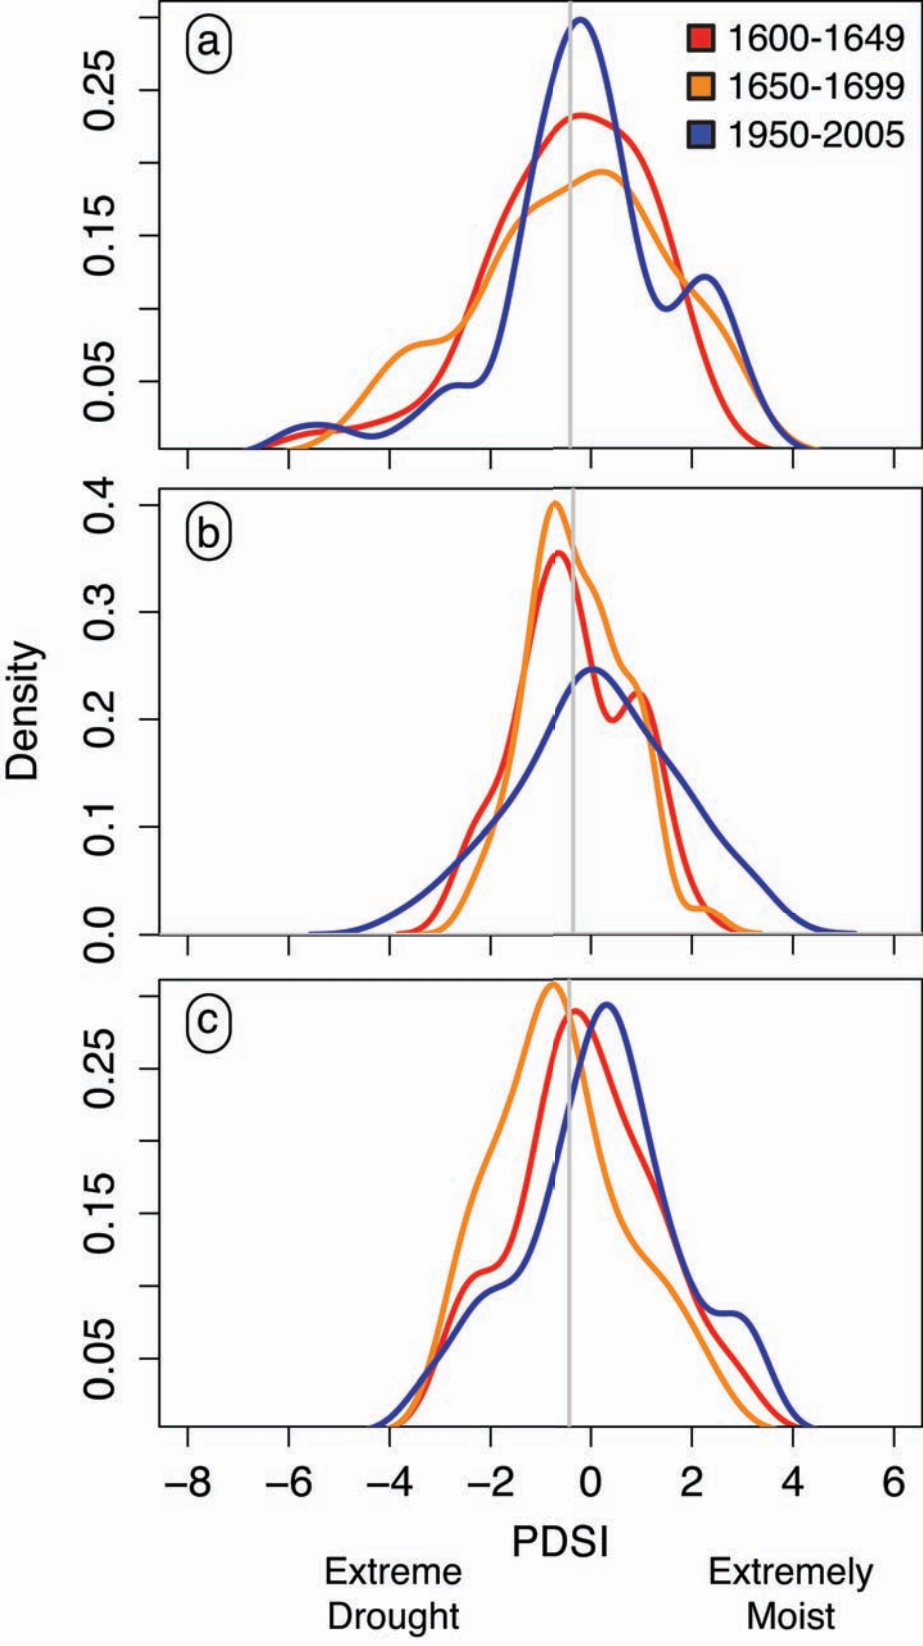 a
1600-1649
1650-1699
1950-2005
0.25
0.15
0.05
b
0.4
0.3
0.2
0.1
0.0
Density
c
0.25
0.15
0.05
−8 −6 −4 −2 0 2 4 6
PDSI
Extreme Extremely
Drought Moist